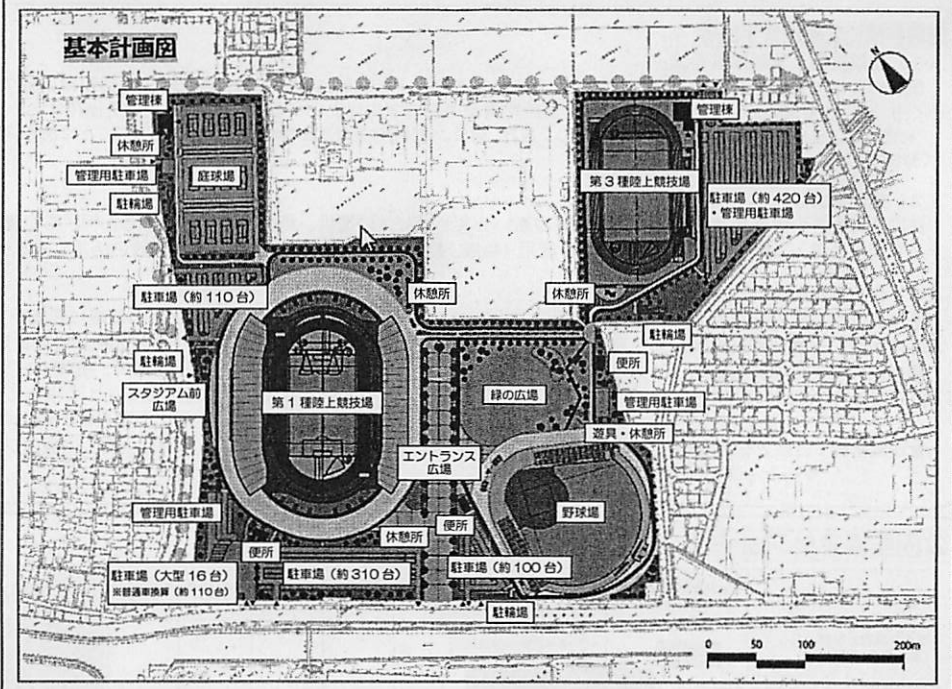 基本計画図
N
管理棟
休憩所
管理用駐車場
駐輪場
庭球場
管理棟
第3種陸上競技場
駐車場（約420台）
・管理用駐車場
駐車場（約110台）
休憩所
休憩所
駐輪場
便所
駐輪場
スタジアム前
広場
第1種陸上競技場
緑の広場
管理用駐車場
遊具・休憩所
エントランス
広場
野球場
管理用駐車場
便所
休憩所
便所
駐車場（大型16台）
※普通車換算（約110台）
駐車場（約310台）
駐車場（約100台）
駐輪場
0 50 100 200m